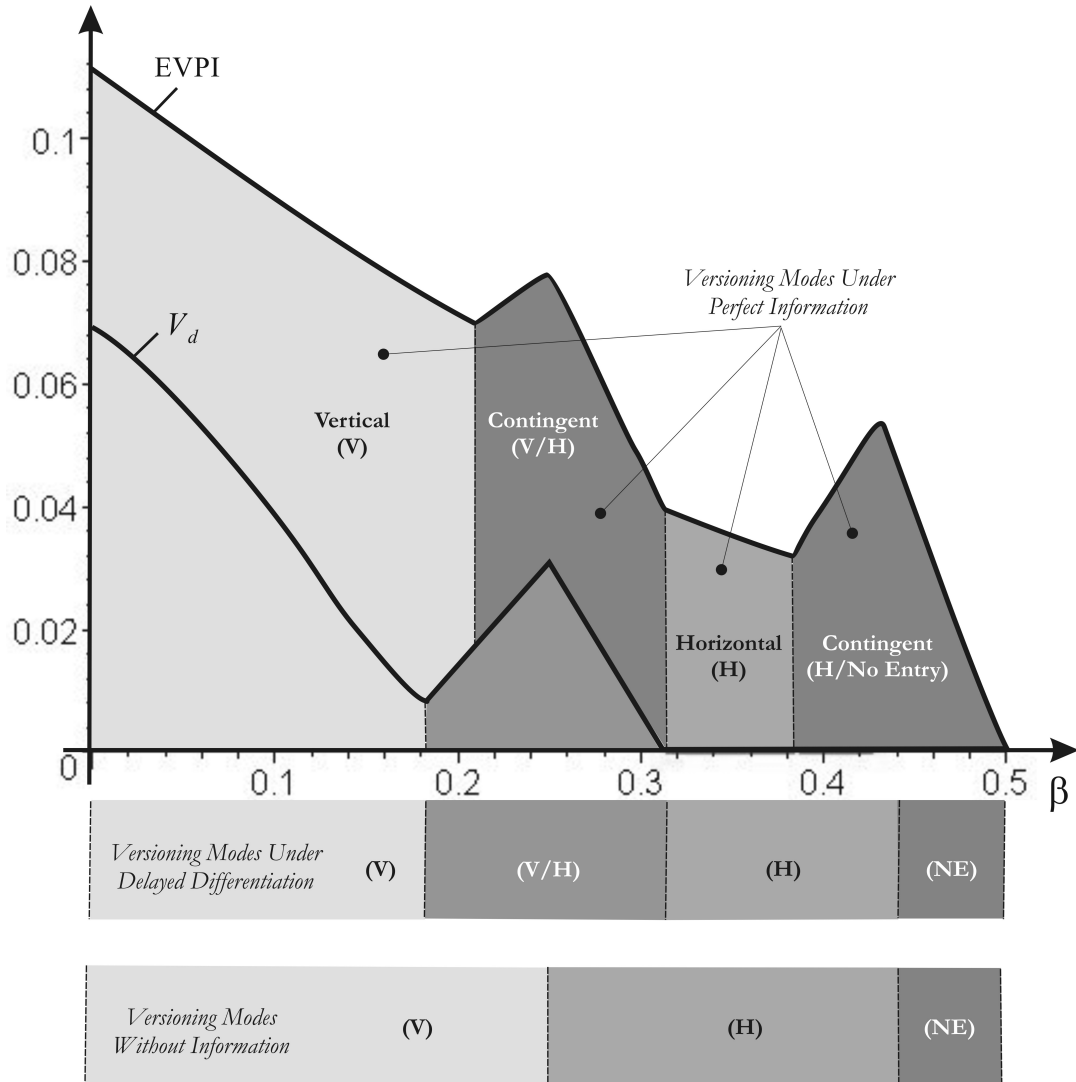 EVPI
0.1
0.08
Versioning Modes Under
Perfect Information
V_d
0.06
Vertical
(V)
Contingent
(V/H)
0.04
0.02
Horizontal
(H)
Contingent
(H/No Entry)
0
0.1
0.2
0.3
0.4
0.5
β
Versioning Modes Under
Delayed Differentiation
(V)
(V/H)
(H)
(NE)
Versioning Modes
Without Information
(V)
(H)
(NE)